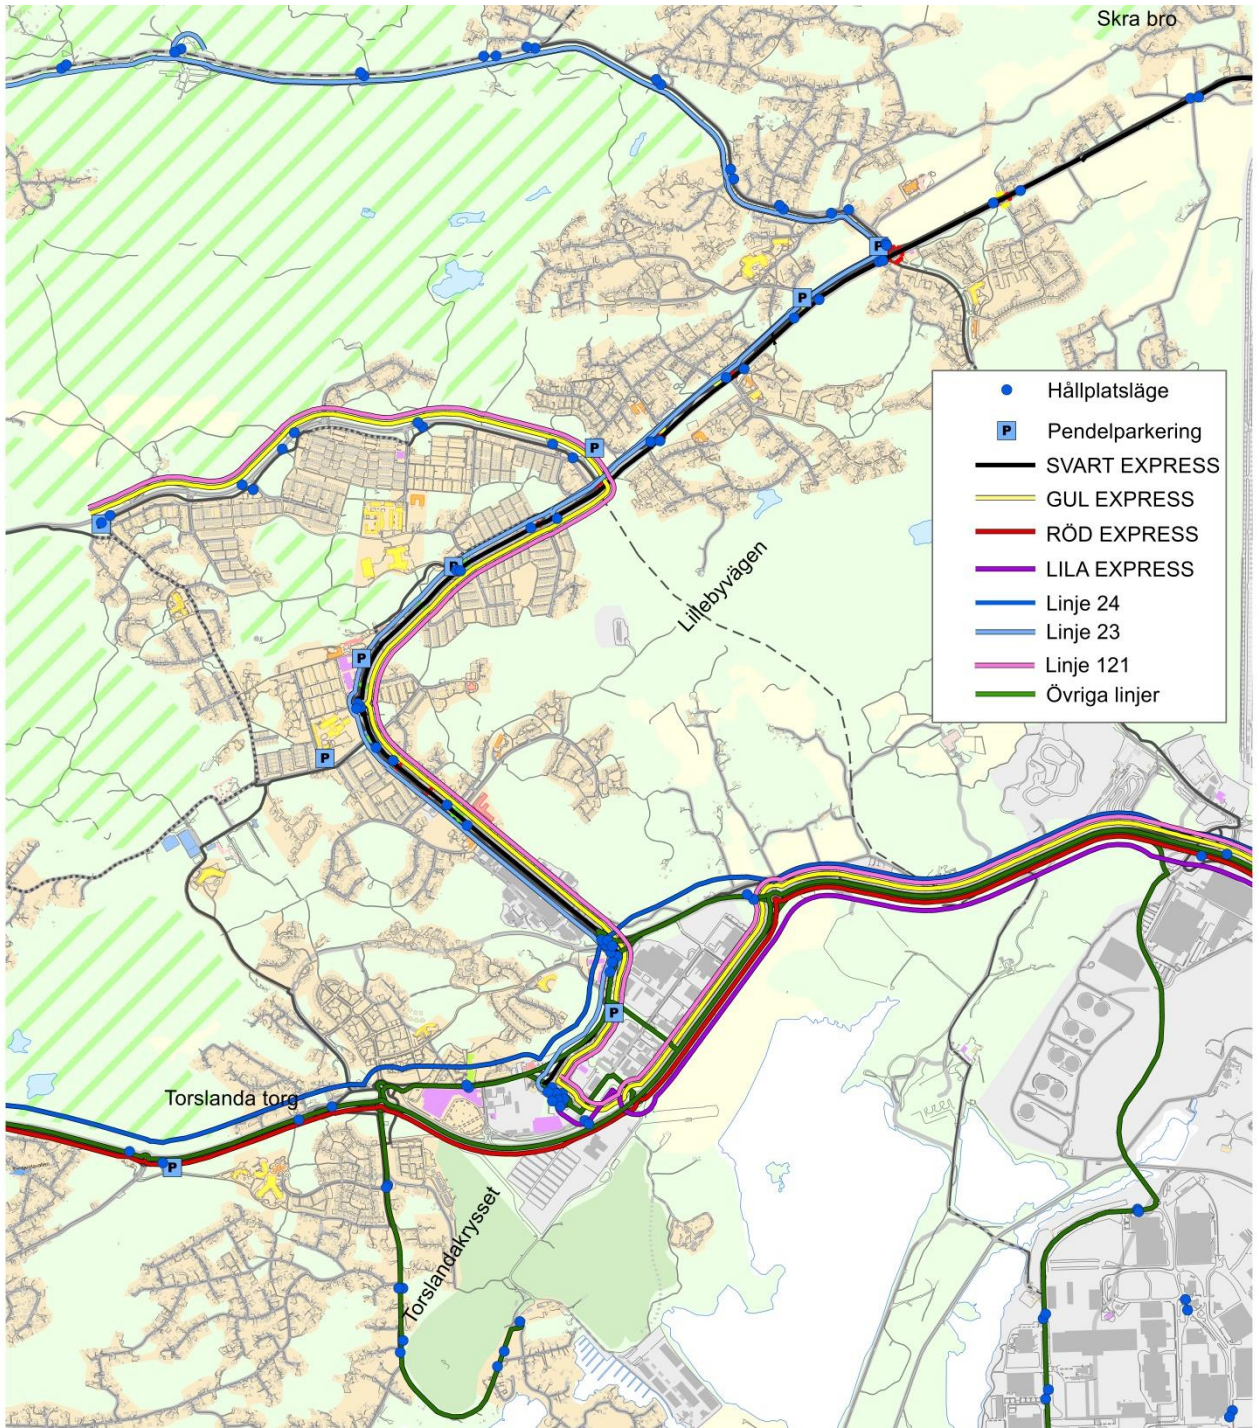 Skra bro
Hållplatsläge
P Pendelparkering
SVART EXPRESS
GUL EXPRESS
RÖD EXPRESS
LILA EXPRESS
Linje 24
Linje 23
Linje 121
Övriga linjer
P
P
P
P
P
P
Lillebyvägen
P
P
Torslanda torg
P
Torslandakrysset